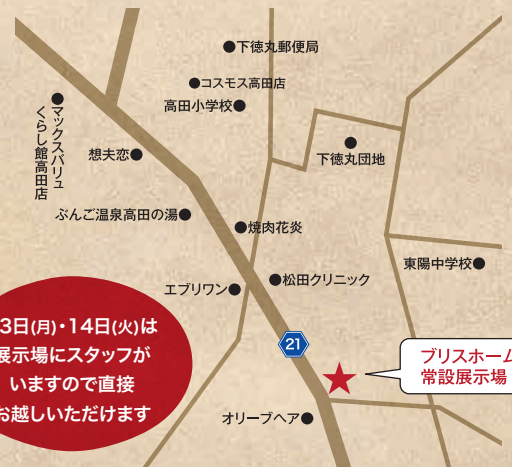 下徳丸郵便局
コスモス高田店
高田小学校
マックスバリュ
くらし館高田店
想夫恋
下徳丸団地
ぶんご温泉高田の湯
焼肉花炎
東陽中学校
松田クリニック
エブリワン
3日(月)・14日(火)は
展示場にスタッフが
いますので直接
お越しいただけます
21
ブリスホーム
常設展示場
オリーブヘア